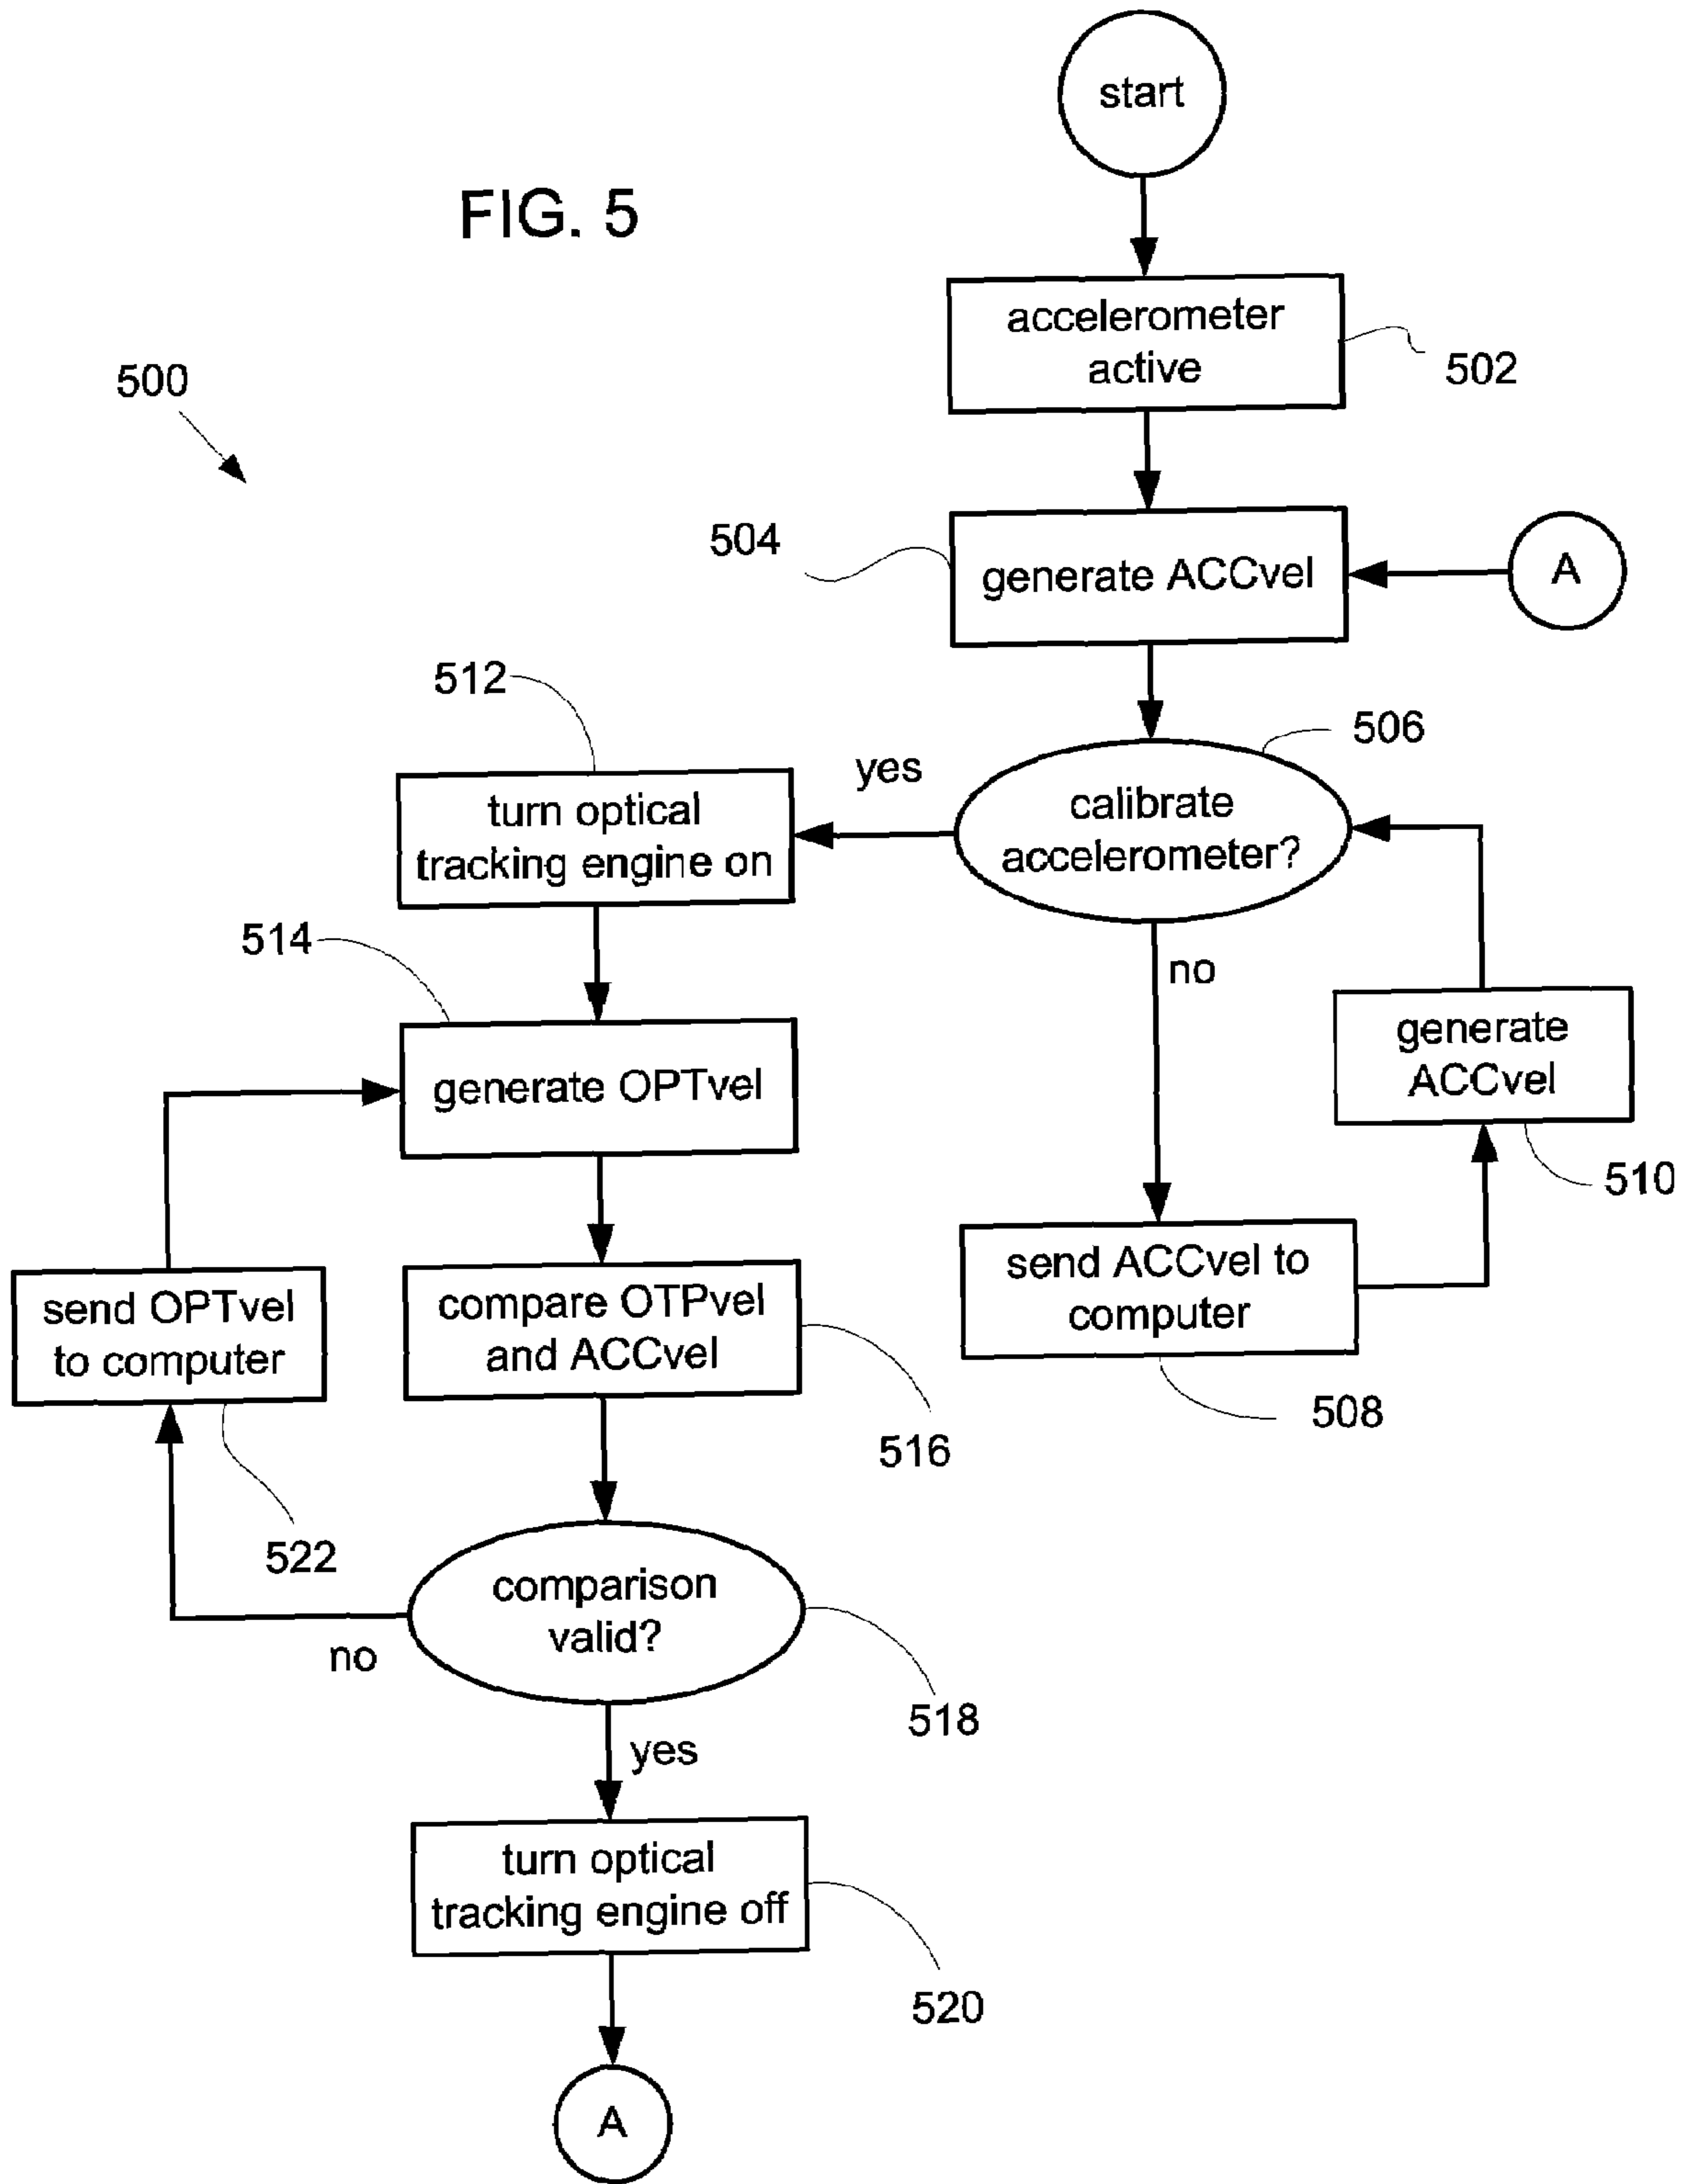 start
FIG. 5
accelerometer
active
502
500
504
generate ACCvel
A
512
506
yes
calibrate
accelerometer?
turn optical
tracking engine on
514
no
generate
ACCvel
510
generate OPTvel
send ACCvel to
computer
508
send OPTvel
to computer
compare OTPvel
and ACCvel
516
522
comparison
valid?
no
518
yes
turn optical
tracking engine off
520
A